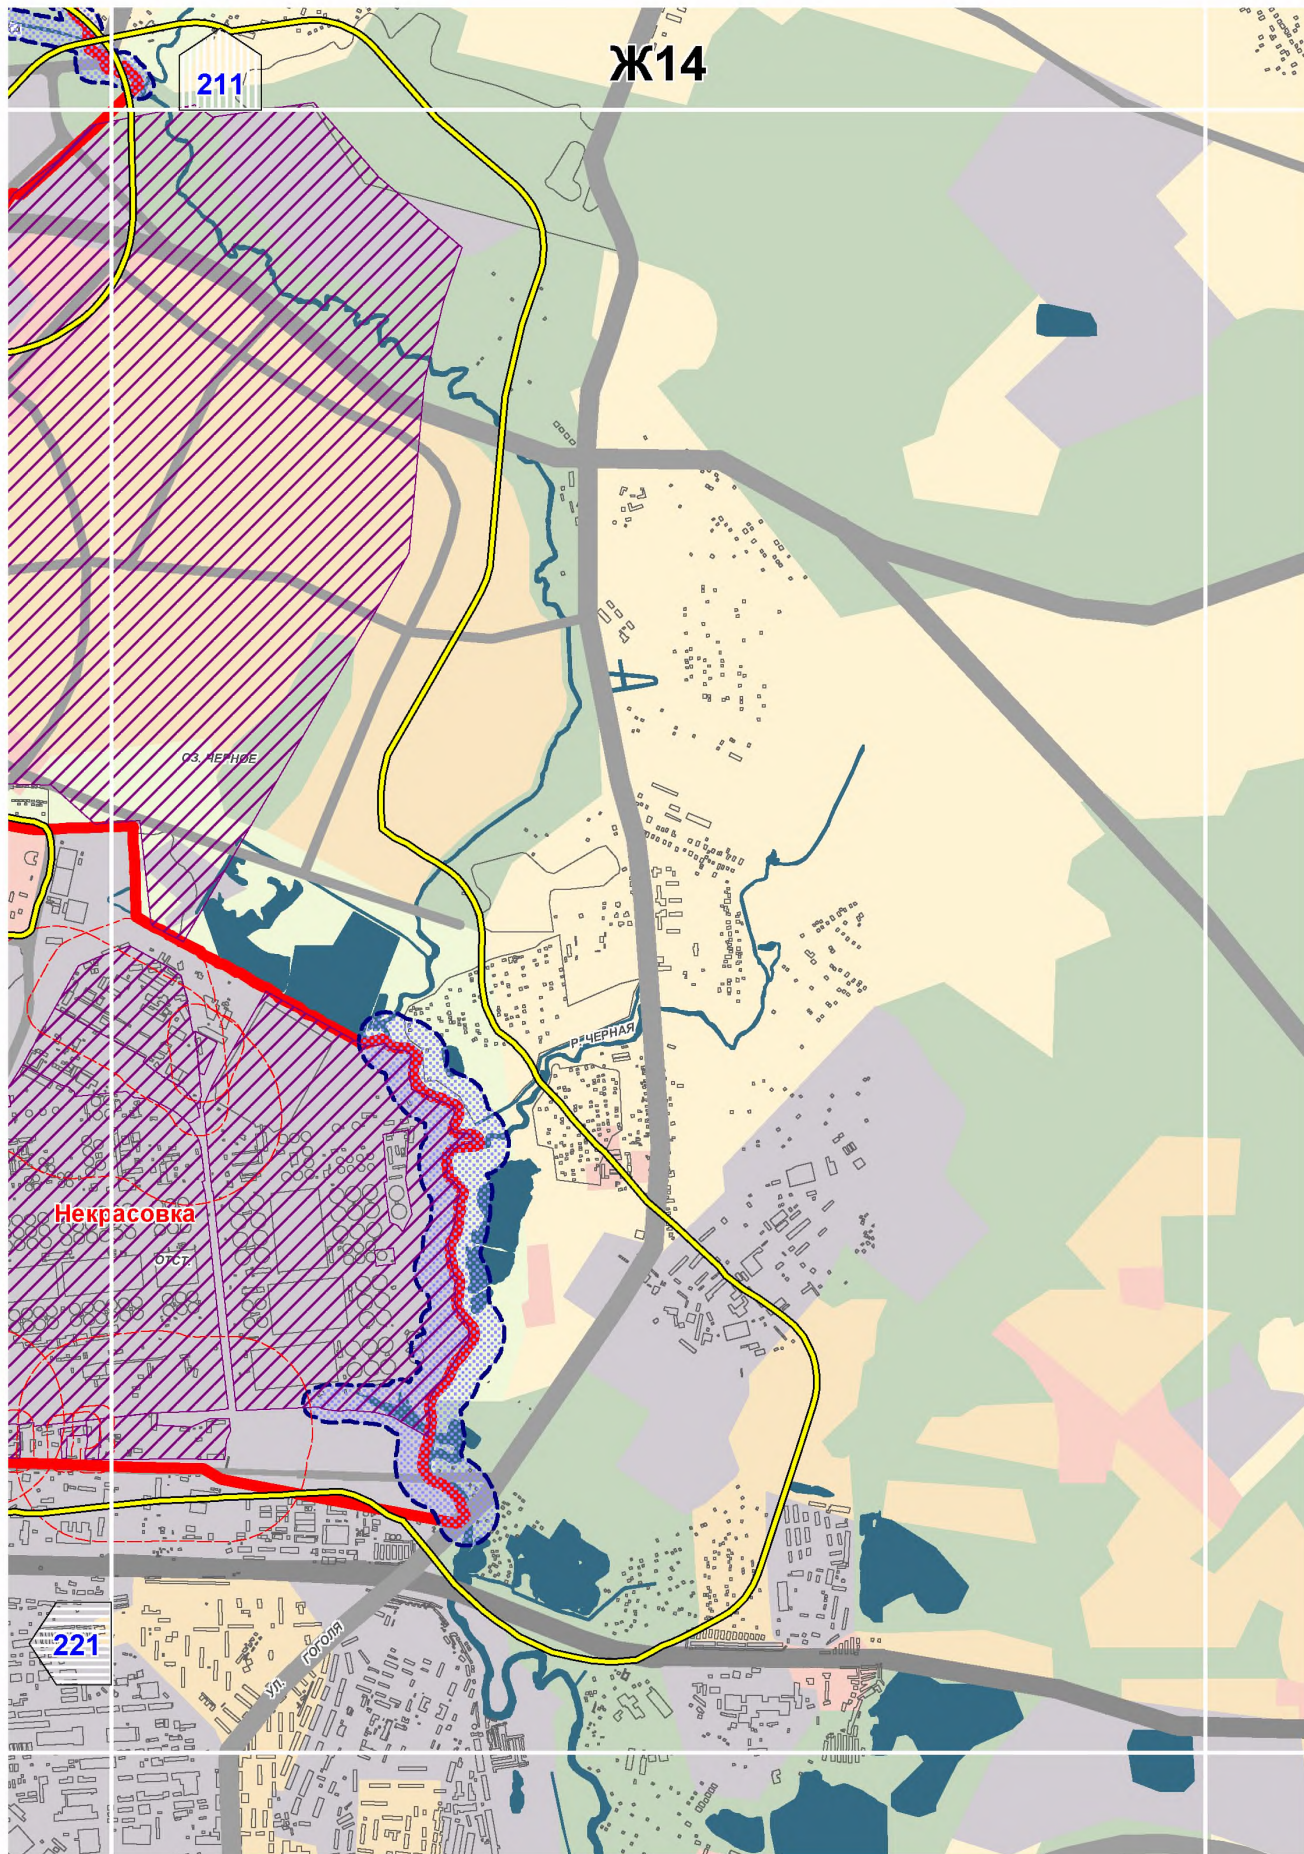 Ж14
211
ОЗ. ЧЕРНОЕ
Р. ЧЕРНАЯ
Некрасовка
ОТСТ.
УЛ. ГОГОЛЯ
221